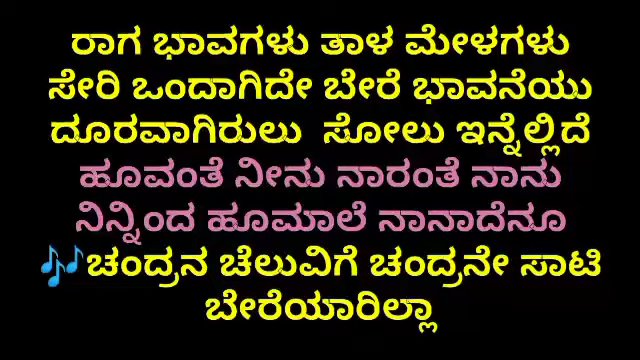 ರಾಗ ಭಾವಗಳು ತಾಳ ಮೇಳಗಳು
ಸೇರಿ ಒಂದಾಗಿದೇ ಬೇರೆ ಭಾವನೆಯು
ದೂರವಾಗಿರುಲು ಸೋಲು ಇನ್ನೆಲ್ಲಿದೆ
ಹೂವಂತೆ ನೀನು ನಾರಂತೆ ನಾನು
ನಿನ್ನಿಂದ ಹೂಮಾಲೆ ನಾನಾದೆನೂ
🎶ಚಂದ್ರನ ಚೆಲುವಿಗೆ ಚಂದ್ರನೇ ಸಾಟಿ
ಬೇರೆಯಾರಿಲ್ಲಾ